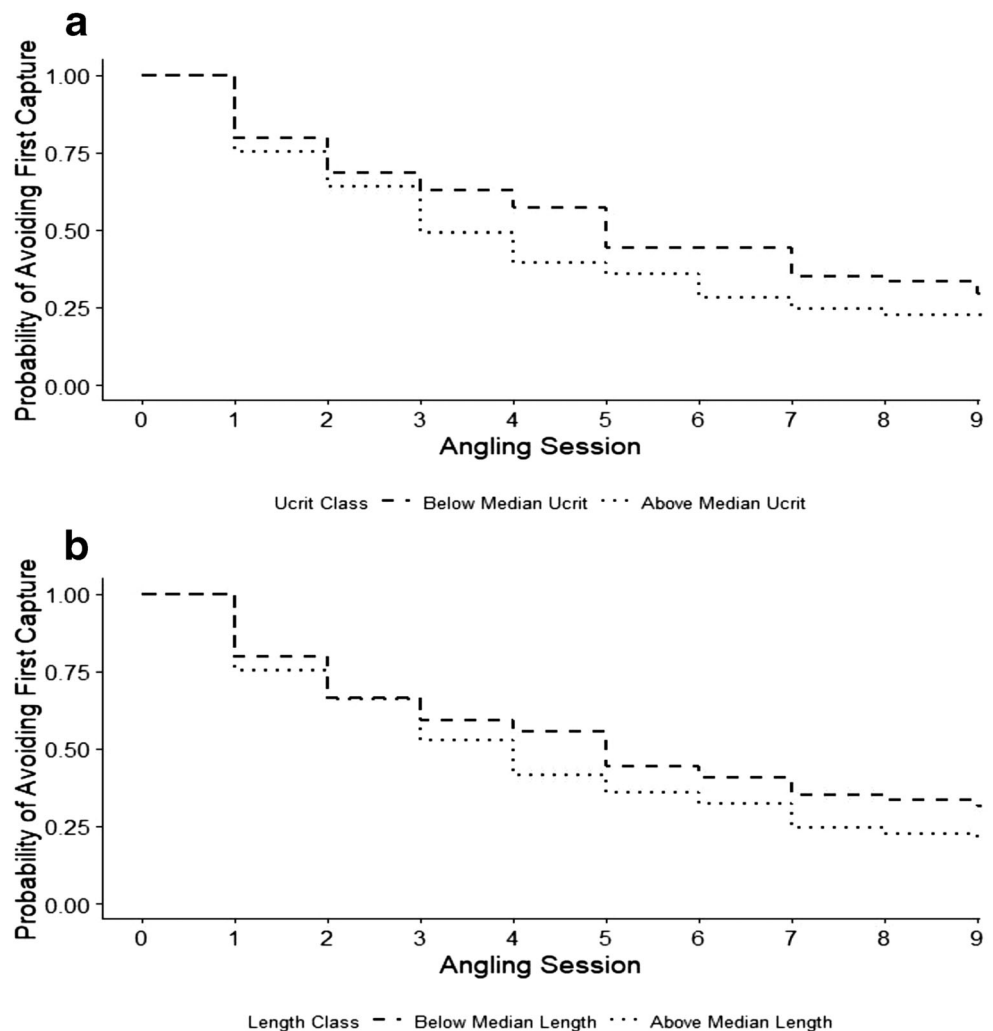 a
Probability of Avoiding First Capture
1.00
0.75
0.50
0.25
0.00
0 1 2 3 4 5 6 7 8 9
Angling Session
Ucrit Class Below Median Ucrit Above Median Ucrit
b
Probability of Avoiding First Capture
1.00
0.75
0.50
0.25
0.00
0 1 2 3 4 5 6 7 8 9
Angling Session
Length Class Below Median Length Above Median Length